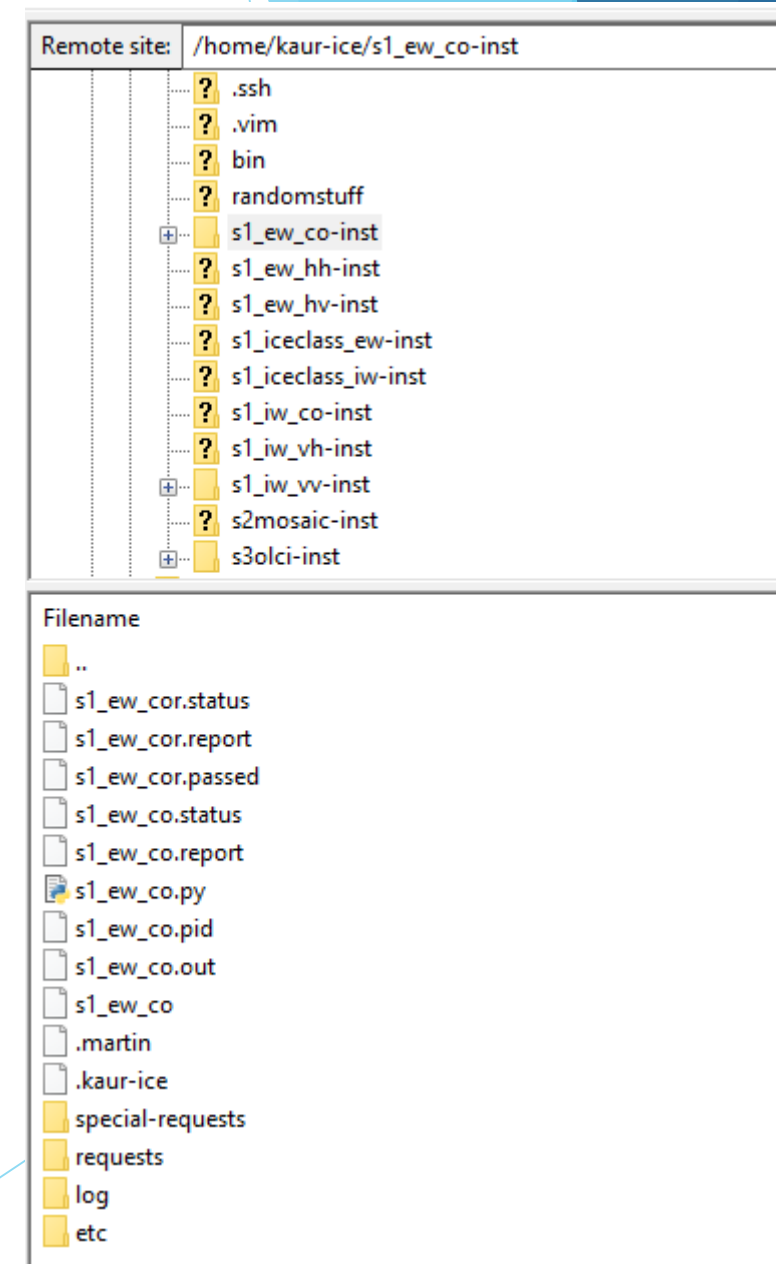 Remote site: /home/kaur-ice/s1_ew_co-inst
.ssh
.vim
bin
randomstuff
s1_ew_co-inst
s1_ew_hh-inst
s1_ew_hv-inst
s1_iceclass_ew-inst
s1_iceclass_iw-inst
s1_iw_co-inst
s1_iw_vh-inst
s1_iw_vv-inst
s2mosaic-inst
s3olci-inst
Filename
..
s1_ew_cor.status
s1_ew_cor.report
s1_ew_cor.passed
s1_ew_co.status
s1_ew_co.report
s1_ew_co.py
s1_ew_co.pid
s1_ew_co.out
s1_ew_co
.martin
.kaur-ice
special-requests
requests
log
etc